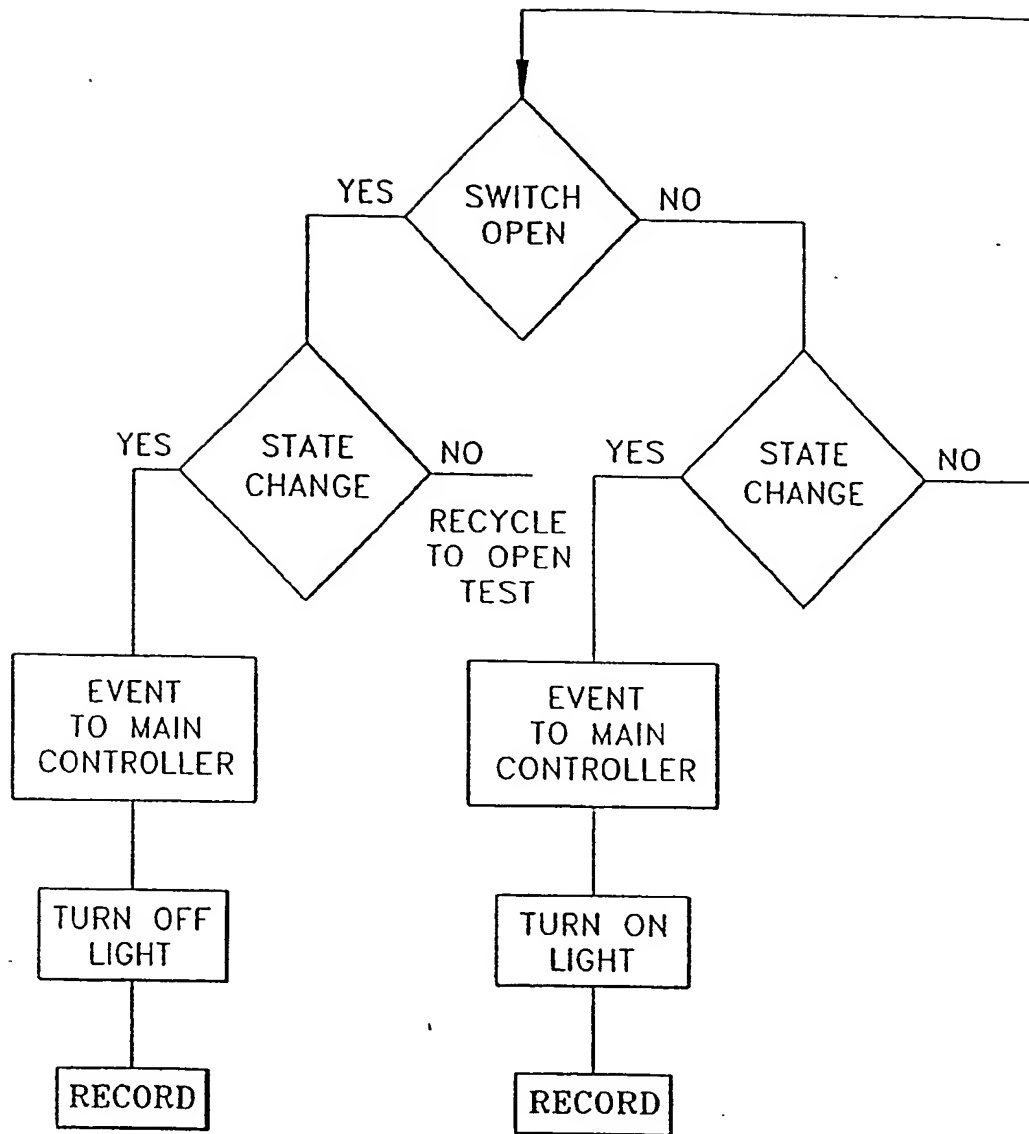 YES
SWITCH
OPEN
NO
YES
STATE
CHANGE
NO
RECYCLE
TO OPEN
TEST
YES
STATE
CHANGE
NO
EVENT
TO MAIN
CONTROLLER
EVENT
TO MAIN
CONTROLLER
TURN OFF
LIGHT
TURN ON
LIGHT
RECORD
RECORD